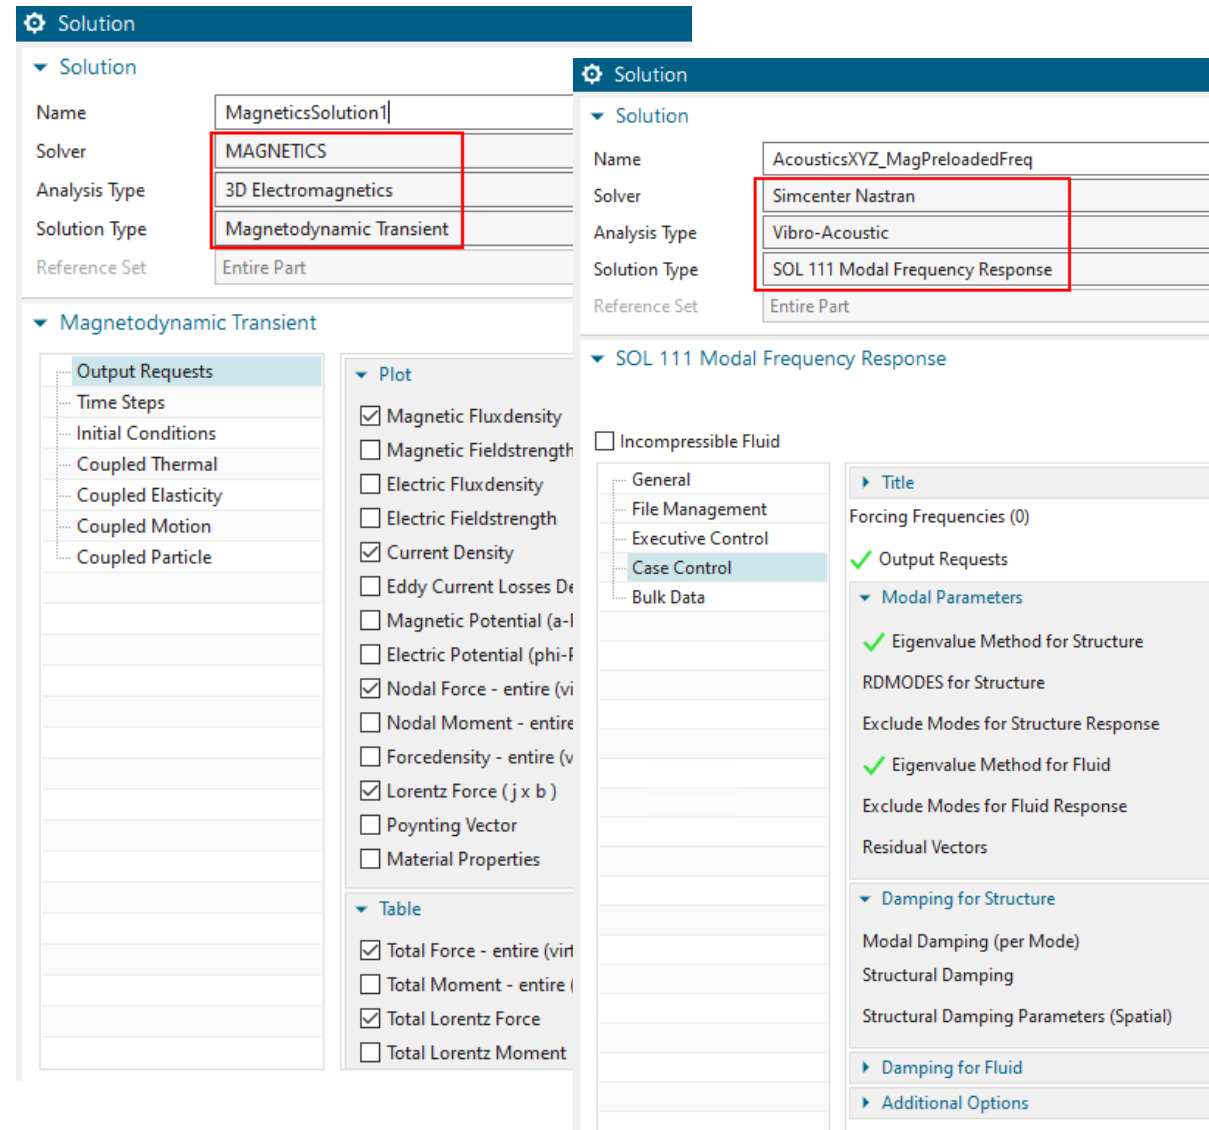 Solution
Solution
Name MagneticsSolution1
Solver MAGNETICS
Analysis Type 3D Electromagnetics
Solution Type Magnetodynamic Transient
Reference Set Entire Part
Magnetodynamic Transient
Output Requests
Time Steps
Initial Conditions
Coupled Thermal
Coupled Elasticity
Coupled Motion
Coupled Particle
Plot
Magnetic Fluxdensity
Magnetic Fieldstrength
Electric Fluxdensity
Electric Fieldstrength
Current Density
Eddy Current Losses De
Magnetic Potential (a-
Electric Potential (phi-
Nodal Force - entire (vi
Nodal Moment - entire
Forcedensity - entire (v
Lorentz Force ( j x b )
Poynting Vector
Material Properties
Table
Total Force - entire (virt
Total Moment - entire (
Total Lorentz Force
Total Lorentz Moment
Solution
Solution
Name AcousticsXYZ_MagPreloadedFreq
Solver Simcenter Nastran
Analysis Type Vibro-Acoustic
Solution Type SOL 111 Modal Frequency Response
Reference Set Entire Part
SOL 111 Modal Frequency Response
Incompressible Fluid
General
File Management
Executive Control
Case Control
Bulk Data
Title
Forcing Frequencies (0)
Output Requests
Modal Parameters
Eigenvalue Method for Structure
RDMODES for Structure
Exclude Modes for Structure Response
Eigenvalue Method for Fluid
Exclude Modes for Fluid Response
Residual Vectors
Damping for Structure
Modal Damping (per Mode)
Structural Damping
Structural Damping Parameters (Spatial)
Damping for Fluid
Additional Options